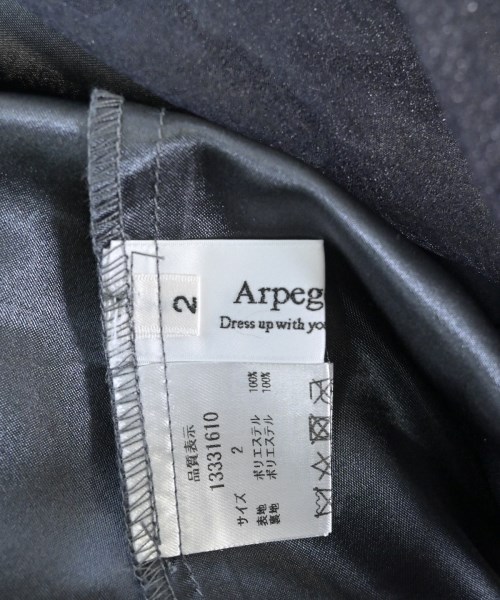 2
Arpeg
Dress up with yo
品質表示
13331610
サイズ 2
表地 ポリエステル 100%
裏地 ポリエステル 100%